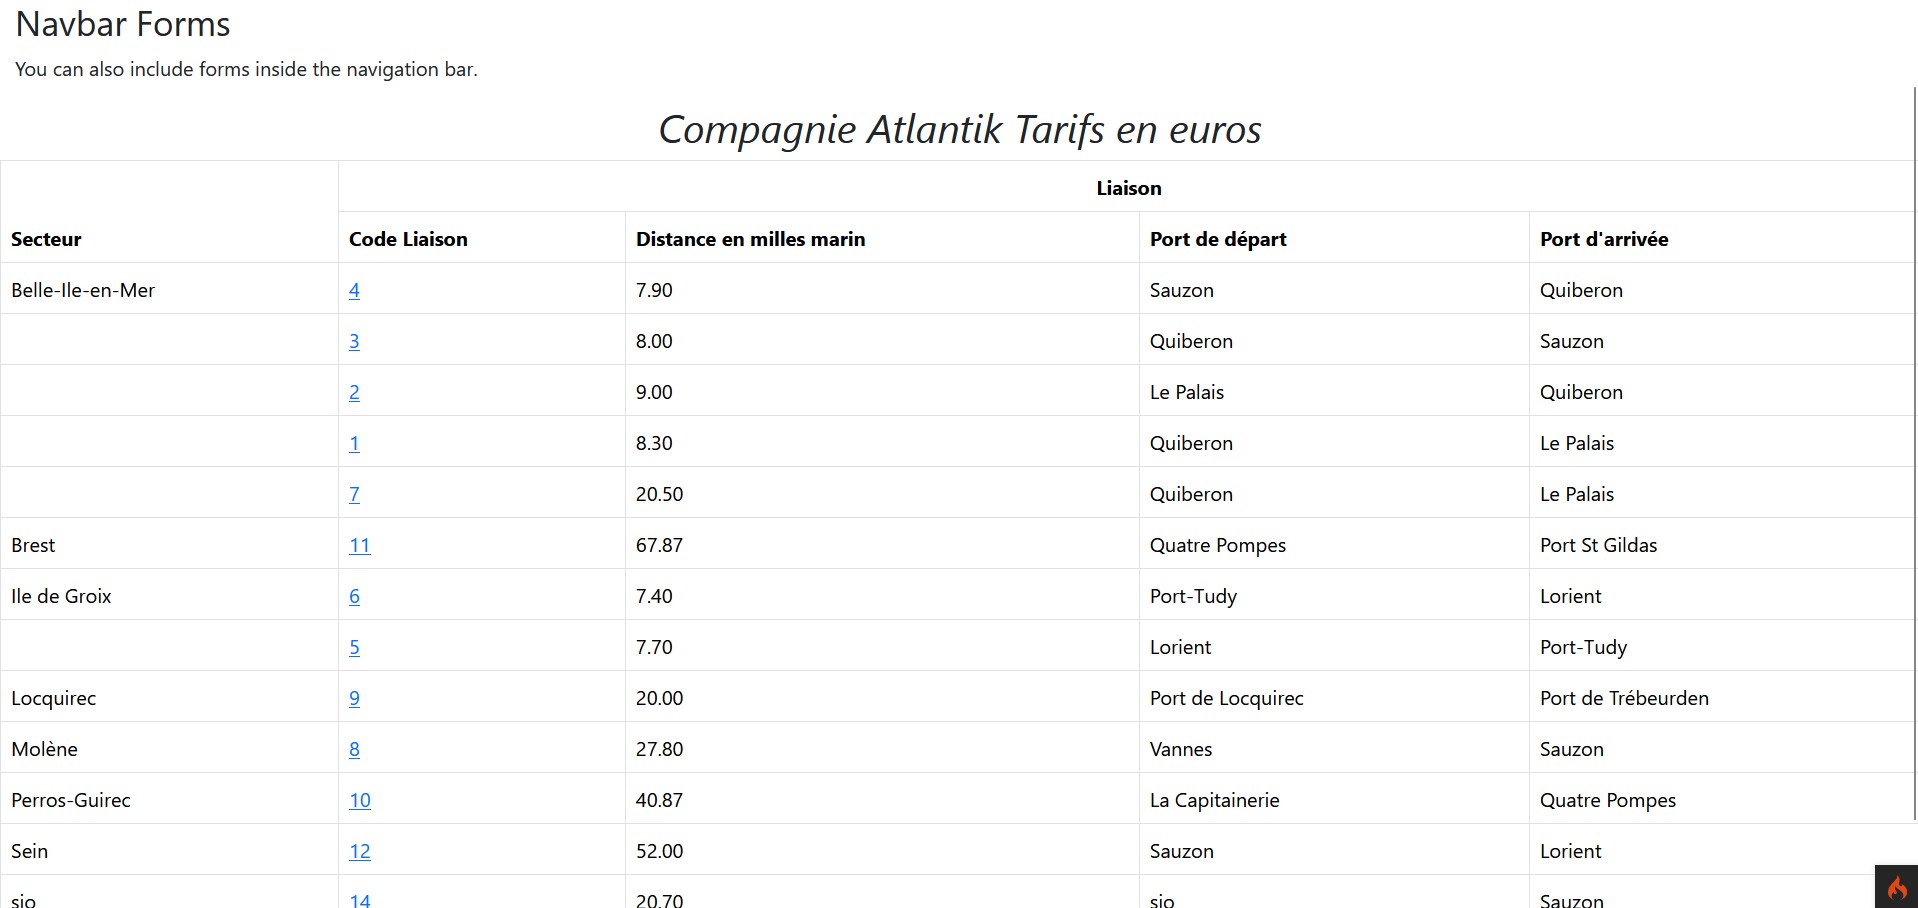 Navbar Forms
You can also include forms inside the navigation bar.
Compagnie Atlantik Tarifs en euros
Liaison
Secteur Code Liaison Distance en milles marin Port de départ Port d'arrivée
Belle-Ile-en-Mer 4 7.90 Sauzon Quiberon
3 8.00 Quiberon Sauzon
2 9.00 Le Palais Quiberon
1 8.30 Quiberon Le Palais
7 20.50 Quiberon Le Palais
Brest 11 67.87 Quatre Pompes Port St Gildas
Ile de Groix 6 7.40 Port-Tudy Lorient
5 7.70 Lorient Port-Tudy
Locquirec 9 20.00 Port de Locquirec Port de Trébeurden
Molène 8 27.80 Vannes Sauzon
Perros-Guirec 10 40.87 La Capitainerie Quatre Pompes
Sein 12 52.00 Sauzon Lorient
sio 14 20.70 sio Sauzon